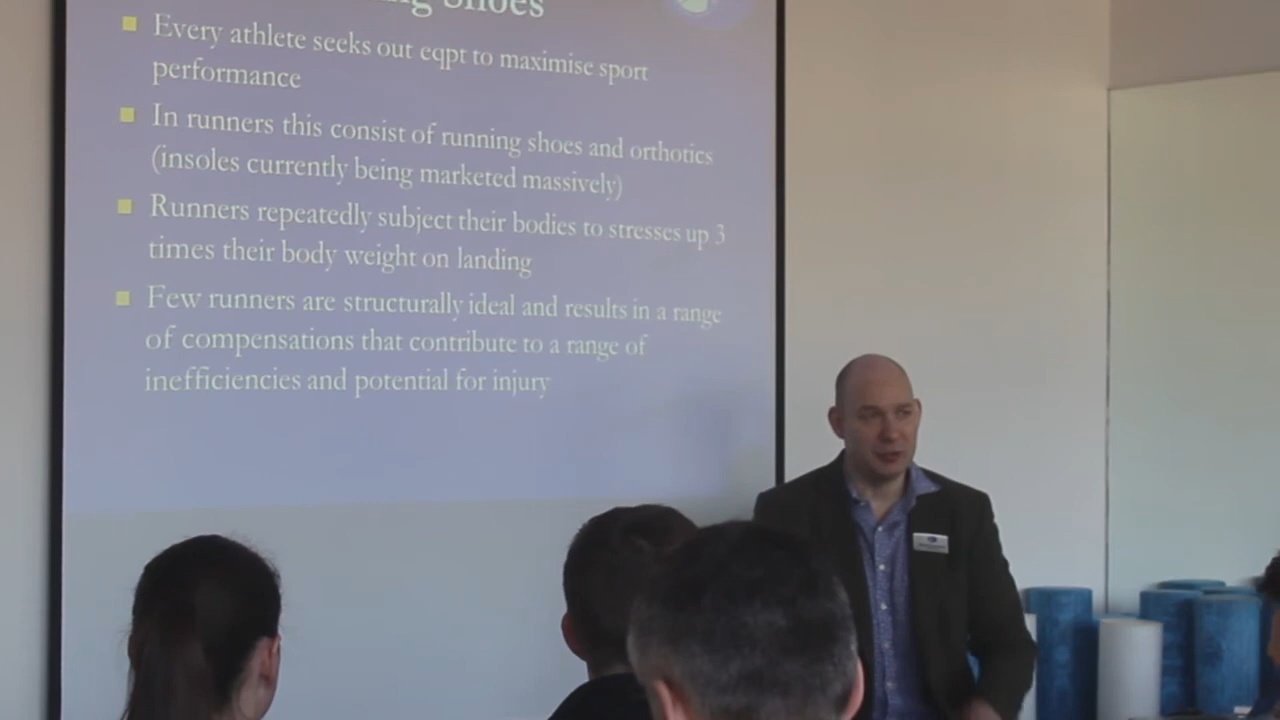 Shoes
Every athlete seeks out eqpt to maximise sport
performance
In runners this consist of running shoes and orthotics
(insoles currently being marketed massively)
Runners repeatedly subject their bodies to stresses up 3
times their body weight on landing
Few runners are structurally ideal and results in a range
of compensations that contribute to a range of
inefficiencies and potential for injury